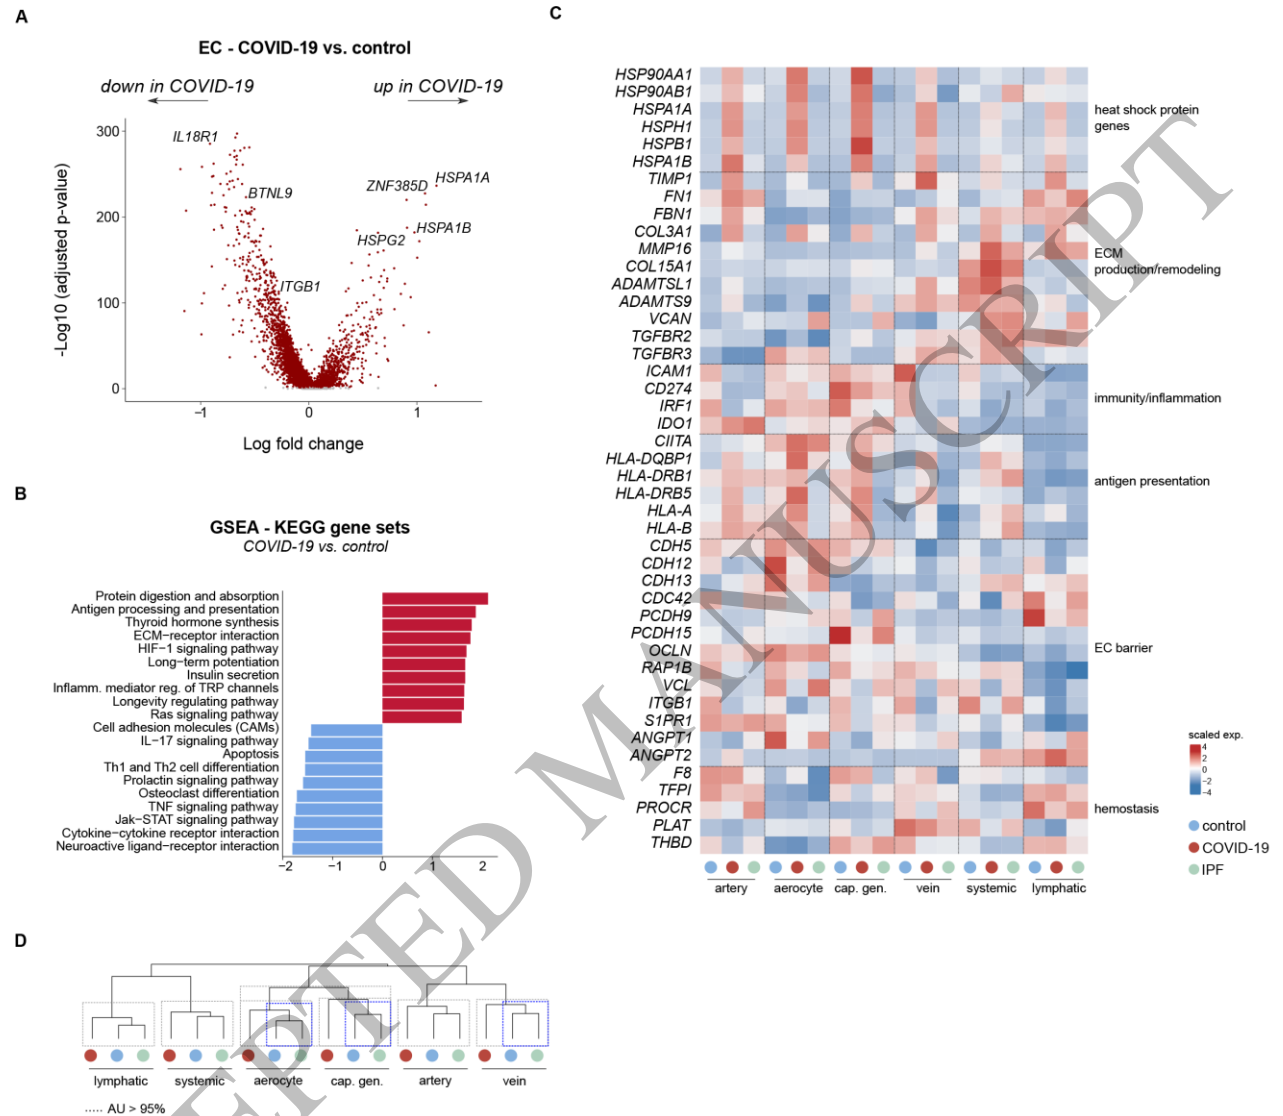 A
EC - COVID-19 vs. control
down in COVID-19
up in COVID-19
-Log10 (adjusted p-value)
300
200
100
0
IL18R1
BTNL9
ITGB1
ZNF385D
HSPA1A
HSPA1B
HSPG2
−1
0
1
Log fold change
B
GSEA - KEGG gene sets
COVID-19 vs. control
Protein digestion and absorption
Antigen processing and presentation
Thyroid hormone synthesis
ECM−receptor interaction
HIF−1 signaling pathway
Long−term potentiation
Insulin secretion
Inflamm. mediator reg. of TRP channels
Longevity regulating pathway
Ras signaling pathway
Cell adhesion molecules (CAMs)
IL−17 signaling pathway
Apoptosis
Th1 and Th2 cell differentiation
Prolactin signaling pathway
Osteoclast differentiation
TNF signaling pathway
Jak−STAT signaling pathway
Cytokine−cytokine receptor interaction
Neuroactive ligand−receptor interaction
−2
−1
0
1
2
C
HSP90AA1
HSP90AB1
HSPA1A
HSPH1
HSPB1
HSPA1B
TIMP1
FN1
FBN1
COL3A1
MMP16
COL15A1
ADAMTSL1
ADAMTS9
VCAN
TGFBR2
TGFBR3
ICAM1
CD274
IRF1
IDO1
CIITA
HLA-DQBP1
HLA-DRB1
HLA-DRB5
HLA-A
HLA-B
CDH5
CDH12
CDH13
CDC42
PCDH9
PCDH15
OCLN
RAP1B
VCL
ITGB1
S1PR1
ANGPT1
ANGPT2
F8
TFPI
PROCR
PLAT
THBD
heat shock protein
genes
ECM
production/remodeling
immunity/inflammation
antigen presentation
EC barrier
hemostasis
artery
aerocyte
cap. gen.
vein
systemic
lymphatic
scaled exp.
4
2
0
−2
−4
control
COVID-19
IPF
D
lymphatic
systemic
aerocyte
cap. gen.
artery
vein
AU > 95%
EPTED MANUSCRIPT